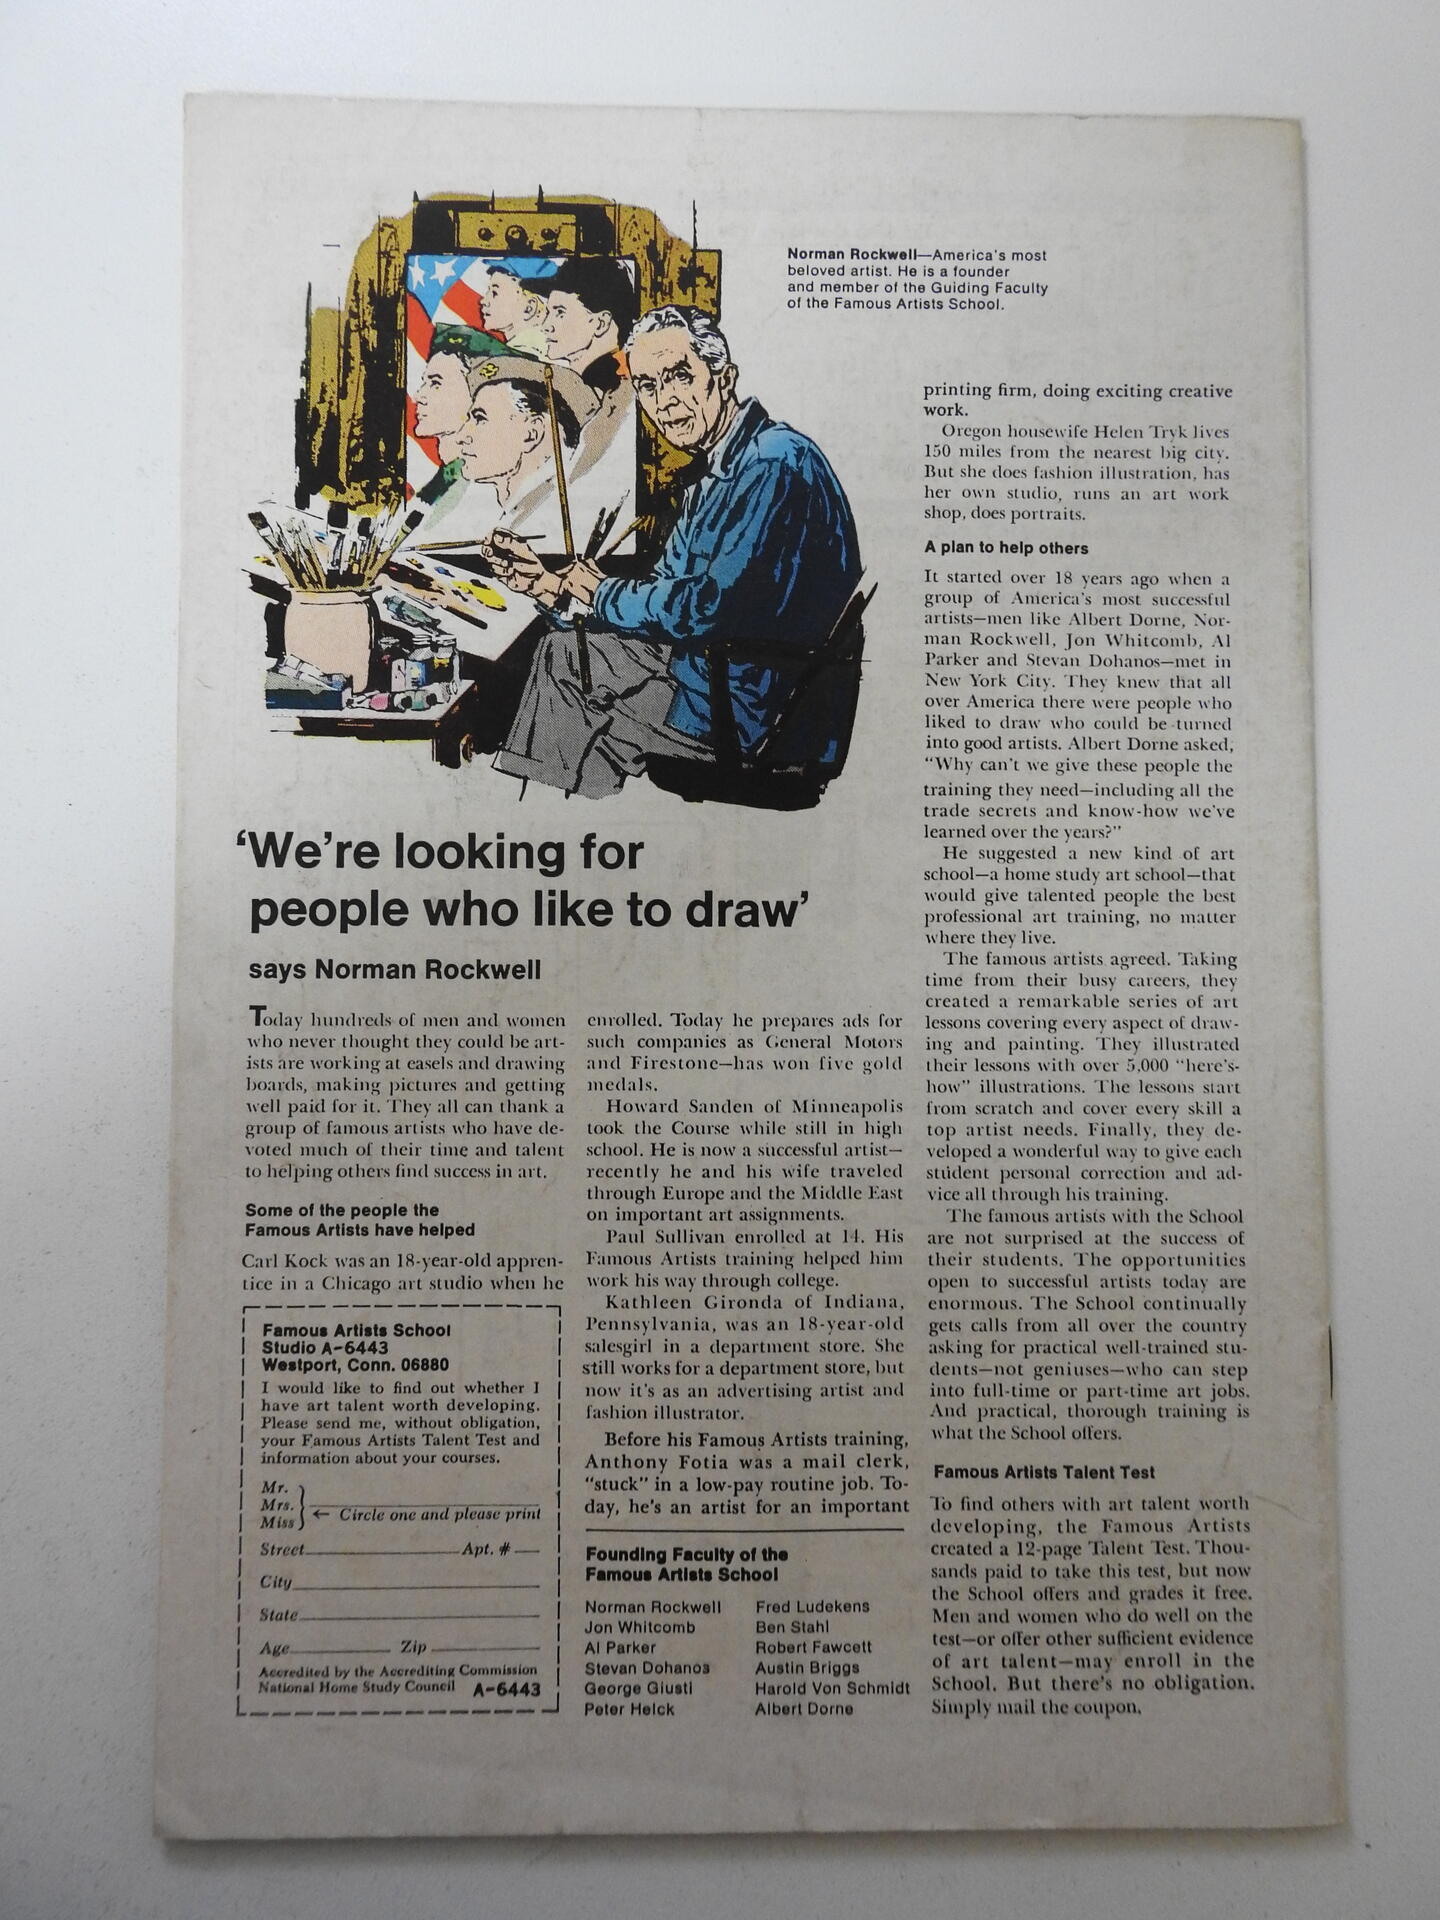 Norman Rockwell—America's most
beloved artist. He is a founder
and member of the Guiding Faculty
of the Famous Artists School.
'We're looking for
people who like to draw'
says Norman Rockwell
Today hundreds of men and women
who never thought they could be art-
ists are working at easels and drawing
boards, making pictures and getting
well paid for it. They all can thank a
group of famous artists who have de-
voted much of their time and talent
to helping others find success in art.
Some of the people the
Famous Artists have helped
Carl Kock was an 18-year-old appren-
tice in a Chicago art studio when he
enrolled. Today he prepares ads for
such companies as General Motors
and Firestone—has won five gold
medals.
Howard Sanden of Minneapolis
took the Course while still in high
school. He is now a successful artist—
recently he and his wife traveled
through Europe and the Middle East
on important art assignments.
Paul Sullivan enrolled at 14. His
Famous Artists training helped him
work his way through college.
Kathleen Gironda of Indiana,
Pennsylvania, was an 18-year-old
salesgirl in a department store. She
still works for a department store, but
now it's as an advertising artist and
fashion illustrator.
Before his Famous Artists training,
Anthony Fotia was a mail clerk,
"stuck" in a low-pay routine job. To-
day, he's an artist for an important
printing firm, doing exciting creative
work.
Oregon housewife Helen Tryk lives
150 miles from the nearest big city.
But she does fashion illustration, has
her own studio, runs an art work
shop, does portraits.
A plan to help others
It started over 18 years ago when a
group of America's most successful
artists—men like Albert Dorne, Nor-
man Rockwell, Jon Whitcomb, Al
Parker and Stevan Dohanos—met in
New York City. They knew that all
over America there were people who
liked to draw who could be turned
into good artists. Albert Dorne asked,
"Why can't we give these people the
training they need—including all the
trade secrets and know-how we've
learned over the years?"
He suggested a new kind of art
school—a home study art school—that
would give talented people the best
professional art training, no matter
where they live.
The famous artists agreed. Taking
time from their busy careers, they
created a remarkable series of art
lessons covering every aspect of draw-
ing and painting. They illustrated
their lessons with over 5,000 "here's-
how" illustrations. The lessons start
from scratch and cover every skill a
top artist needs. Finally, they de-
veloped a wonderful way to give each
student personal correction and ad-
vice all through his training.
The famous artists with the School
are not surprised at the success of
their students. The opportunities
open to successful artists today are
enormous. The School continually
gets calls from all over the country
asking for practical well-trained stu-
dents—not geniuses—who can step
into full-time or part-time art jobs.
And practical, thorough training is
what the School offers.
Famous Artists Talent Test
To find others with art talent worth
developing, the Famous Artists
created a 12-page Talent Test. Thou-
sands paid to take this test, but now
the School offers and grades it free.
Men and women who do well on the
test—or offer other sufficient evidence
of art talent—may enroll in the
School. But there's no obligation.
Simply mail the coupon.
Famous Artists School
Studio A-6443
Westport, Conn. 06880
I would like to find out whether I
have art talent worth developing.
Please send me, without obligation,
your Famous Artists Talent Test and
information about your courses.
Mr.
Mrs.
Miss
← Circle one and please print
Street Apt. #
City
State
Age Zip
Accredited by the Accrediting Commission
National Home Study Council A-6443
Founding Faculty of the
Famous Artists School
Norman Rockwell
Jon Whitcomb
Al Parker
Stevan Dohanos
George Giusti
Peter Helck
Fred Ludekens
Ben Stahl
Robert Fawcett
Austin Briggs
Harold Von Schmidt
Albert Dorne